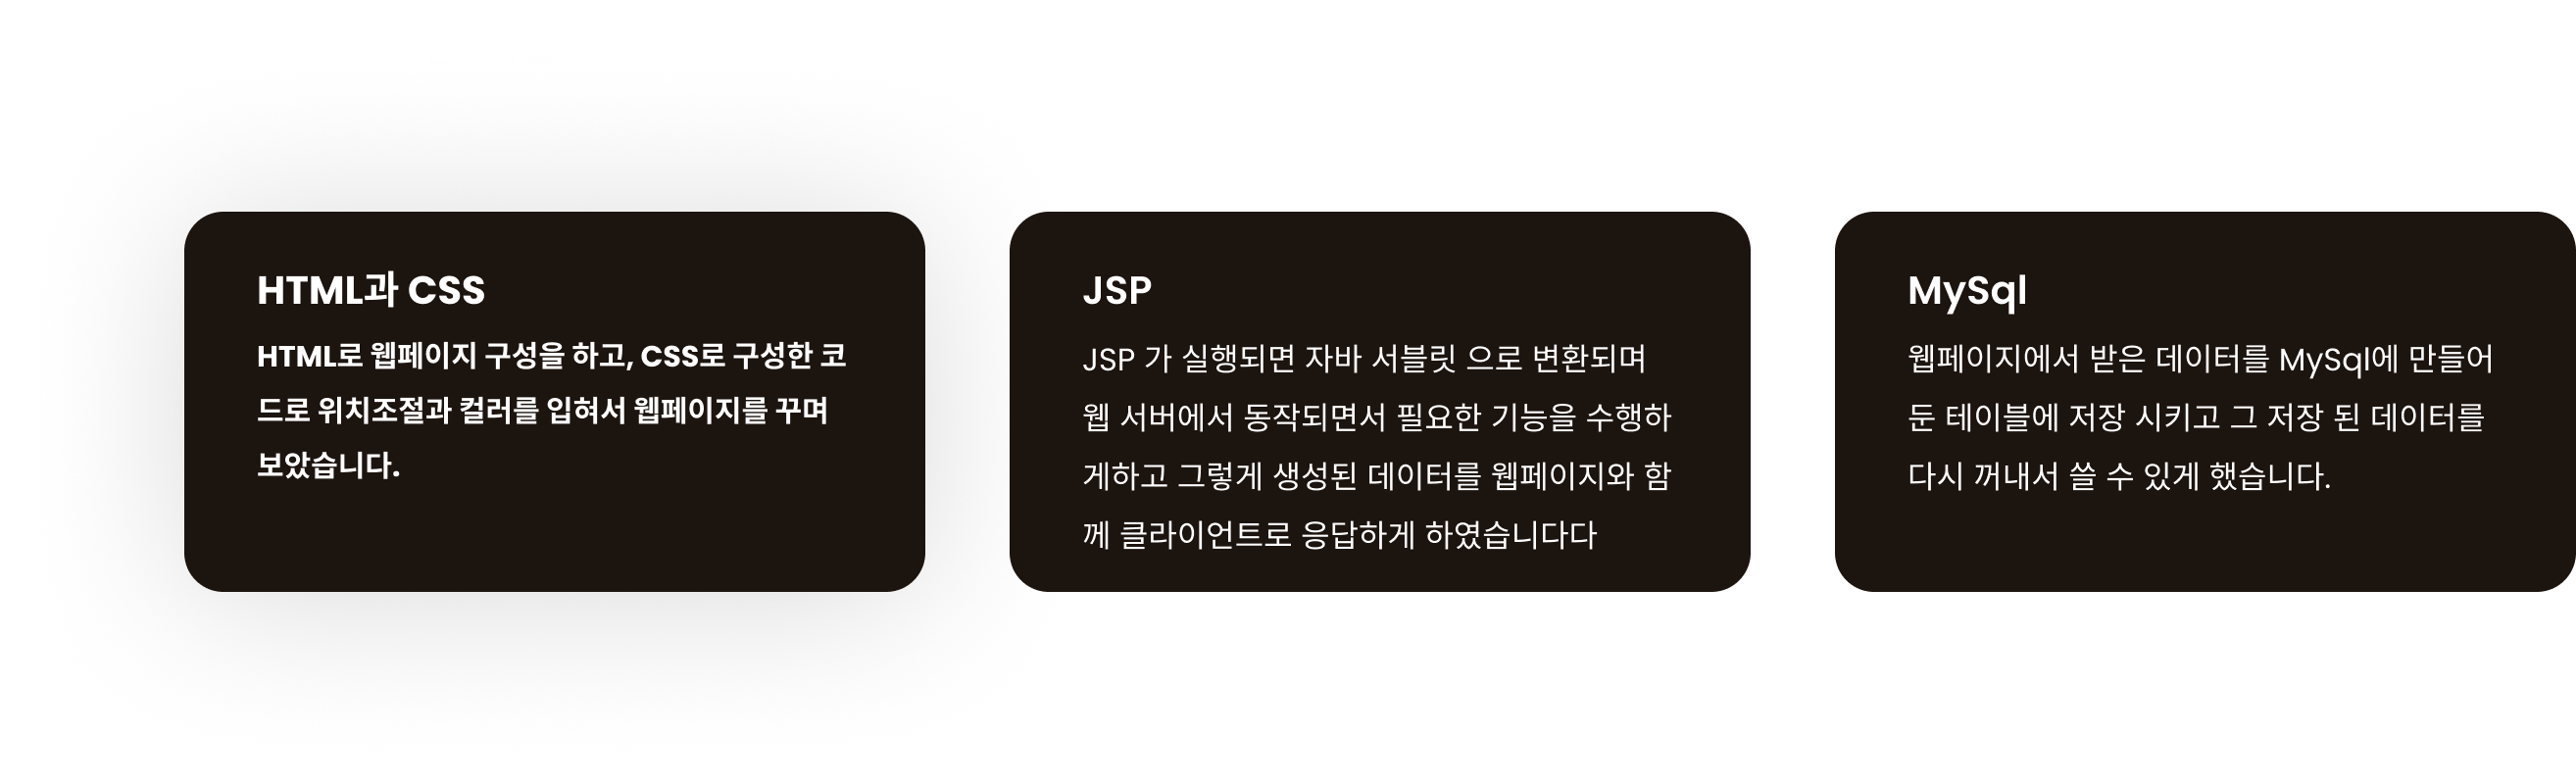 HTML과 CSS
HTML로 웹페이지 구성을 하고, CSS로 구성한 코
드로 위치조절과 컬러를 입혀서 웹페이지를 꾸며
보았습니다.
JSP
JSP 가 실행되면 자바 서블릿 으로 변환되며
웹 서버에서 동작되면서 필요한 기능을 수행하
게하고 그렇게 생성된 데이터를 웹페이지와 함
께 클라이언트로 응답하게 하였습니다다
MySql
웹페이지에서 받은 데이터를 MySql에 만들어
둔 테이블에 저장 시키고 그 저장 된 데이터를
다시 꺼내서 쓸 수 있게 했습니다.